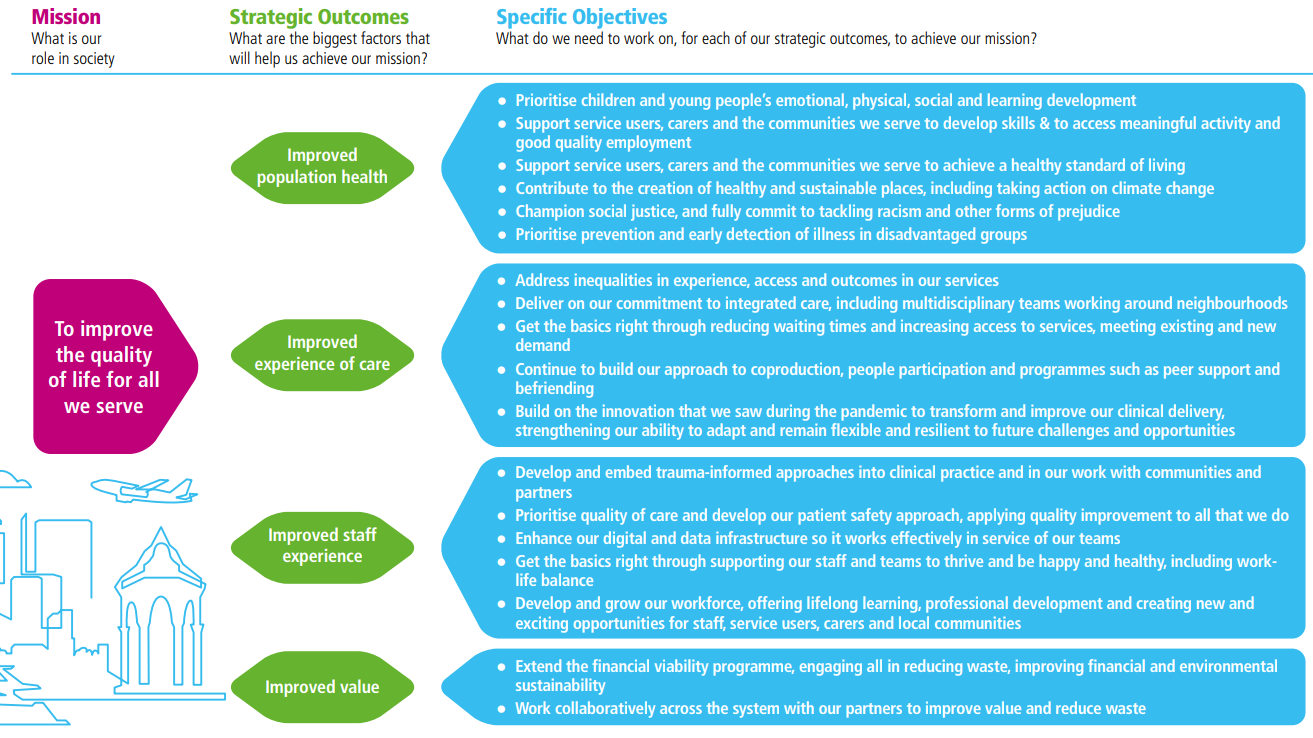 Mission
What is our
role in society
Strategic Outcomes
What are the biggest factors that
will help us achieve our mission?
Specific Objectives
What do we need to work on, for each of our strategic outcomes, to achieve our mission?
To improve
the quality
of life for all
we serve
Improved
population health
● Prioritise children and young people’s emotional, physical, social and learning development
● Support service users, carers and the communities we serve to develop skills & to access meaningful activity and
good quality employment
● Support service users, carers and the communities we serve to achieve a healthy standard of living
● Contribute to the creation of healthy and sustainable places, including taking action on climate change
● Champion social justice, and fully commit to tackling racism and other forms of prejudice
● Prioritise prevention and early detection of illness in disadvantaged groups
Improved
experience of care
● Address inequalities in experience, access and outcomes in our services
● Deliver on our commitment to integrated care, including multidisciplinary teams working around neighbourhoods
● Get the basics right through reducing waiting times and increasing access to services, meeting existing and new
demand
● Continue to build our approach to coproduction, people participation and programmes such as peer support and
befriending
● Build on the innovation that we saw during the pandemic to transform and improve our clinical delivery,
strengthening our ability to adapt and remain flexible and resilient to future challenges and opportunities
Improved staff
experience
● Develop and embed trauma-informed approaches into clinical practice and in our work with communities and
partners
● Prioritise quality of care and develop our patient safety approach, applying quality improvement to all that we do
● Enhance our digital and data infrastructure so it works effectively in service of our teams
● Get the basics right through supporting our staff and teams to thrive and be happy and healthy, including work-
life balance
● Develop and grow our workforce, offering lifelong learning, professional development and creating new and
exciting opportunities for staff, service users, carers and local communities
Improved value
● Extend the financial viability programme, engaging all in reducing waste, improving financial and environmental
sustainability
● Work collaboratively across the system with our partners to improve value and reduce waste